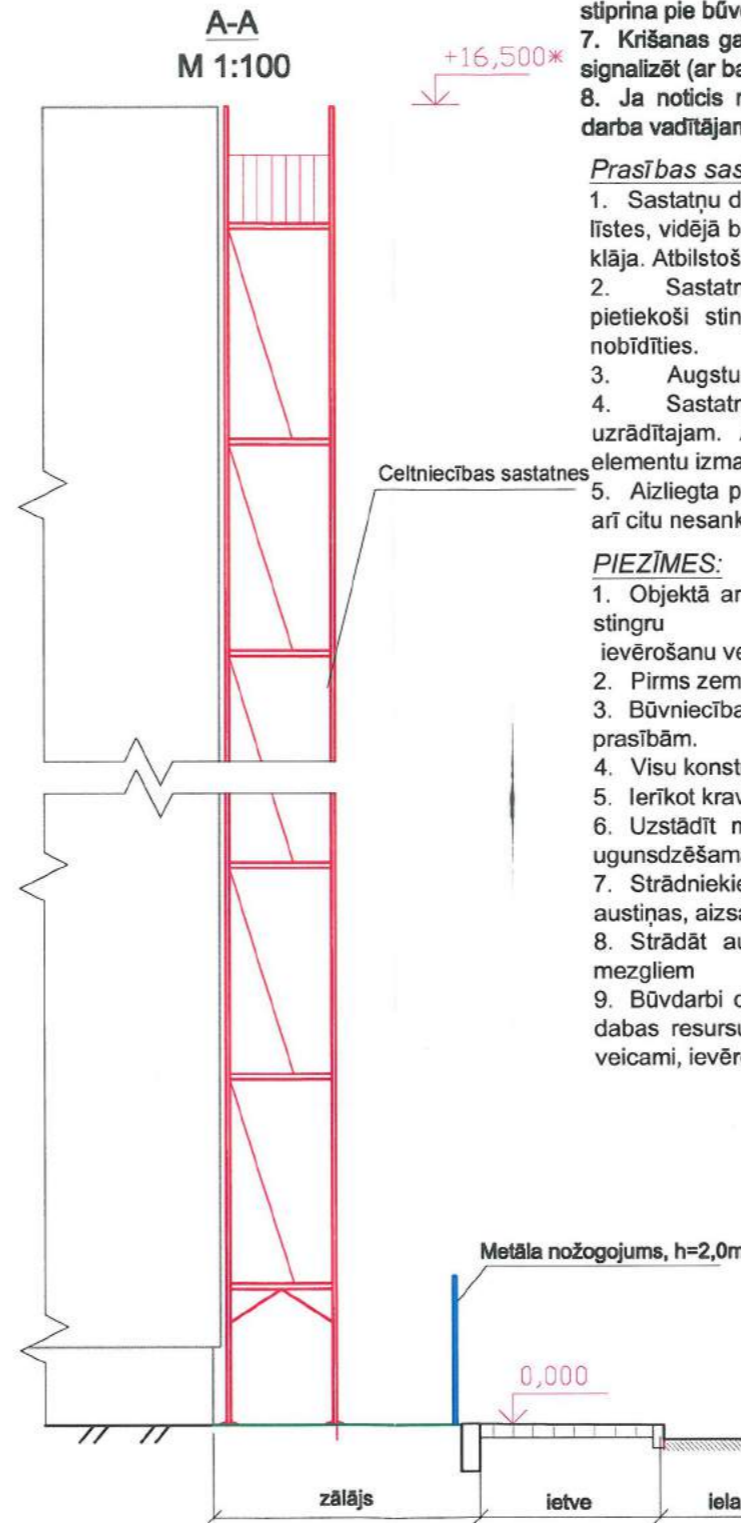 A-A
M 1:100
+16,500*
stiprina pie būve
7. Krišanas ga
signalizēt (ar ba
8. Ja noticis
darba vadītājam
Prasības sas
1. Sastatņu d
līstes, vidējā b
klāja. Atbilstoš
2. Sastatn
pietiekoši stin
nobīdīties.
3. Augstu
4. Sastatn
uzrādītajam.
elementu izma
5. Aizliegta p
arī citu nesank
Celtniecības sastatnes
PIEZĪMES:
1. Objektā ar
stingru
ievērošanu ve
2. Pirms zem
3. Būvniecība
prasībām.
4. Visu konst
5. Ierīkot krav
6. Uzstādīt
ugunsdzēšama
7. Strādniekie
austiņas, aizsa
8. Strādāt au
mezgliem
9. Būvdarbi
dabas resursu
veicami, ievēr
Metāla nožogojums, h=2,0m
0,000
zālājs
ietve
iela